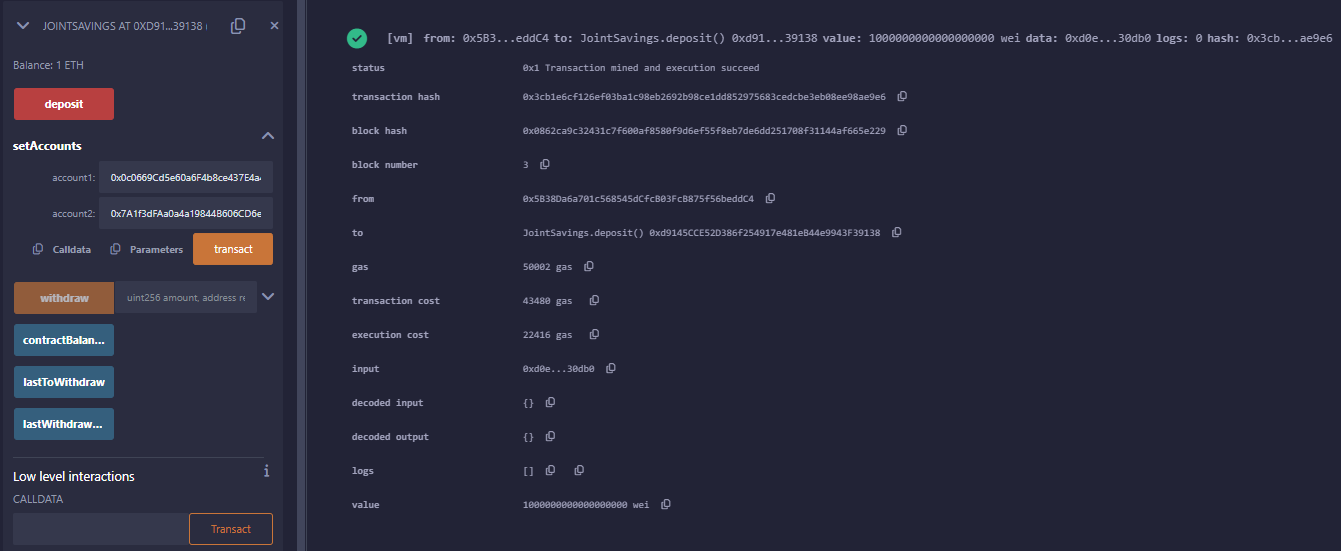 JOINTSAVINGS AT 0XD91...39138 (
Balance: 1 ETH
deposit
setAccounts
account1: 0x0c0669Cd5e60a6F4b8ce437E4a4
account2: 0x7A1f3dFAa0a4a19844B606CD6e
Calldata Parameters transact
withdraw uint256 amount, address re
contractBalan...
lastToWithdraw
lastWithdraw...
Low level interactions i
CALLDATA
Transact
[vm] from: 0x5B3...eddC4 to: JointSavings.deposit() 0xd91...39138 value: 1000000000000000000 wei data: 0xd0e...30db0 logs: 0 hash: 0x3cb...ae9e6
status 0x1 Transaction mined and execution succeed
transaction hash 0x3cb1e6cf126ef03ba1c98eb2692b98ce1dd852975683cedcbe3eb08ee98ae9e6
block hash 0x0862ca9c32431c7f600af8580f9d6ef55f8eb7de6dd251708f31144af665e229
block number 3
from 0x5B38Da6a701c568545dCfcB03FcB875f56beddC4
to JointSavings.deposit() 0xd9145CCE52D386f254917e481eB44e9943F39138
gas 50002 gas
transaction cost 43480 gas
execution cost 22416 gas
input 0xd0e...30db0
decoded input {}
decoded output {}
logs []
value 1000000000000000000 wei